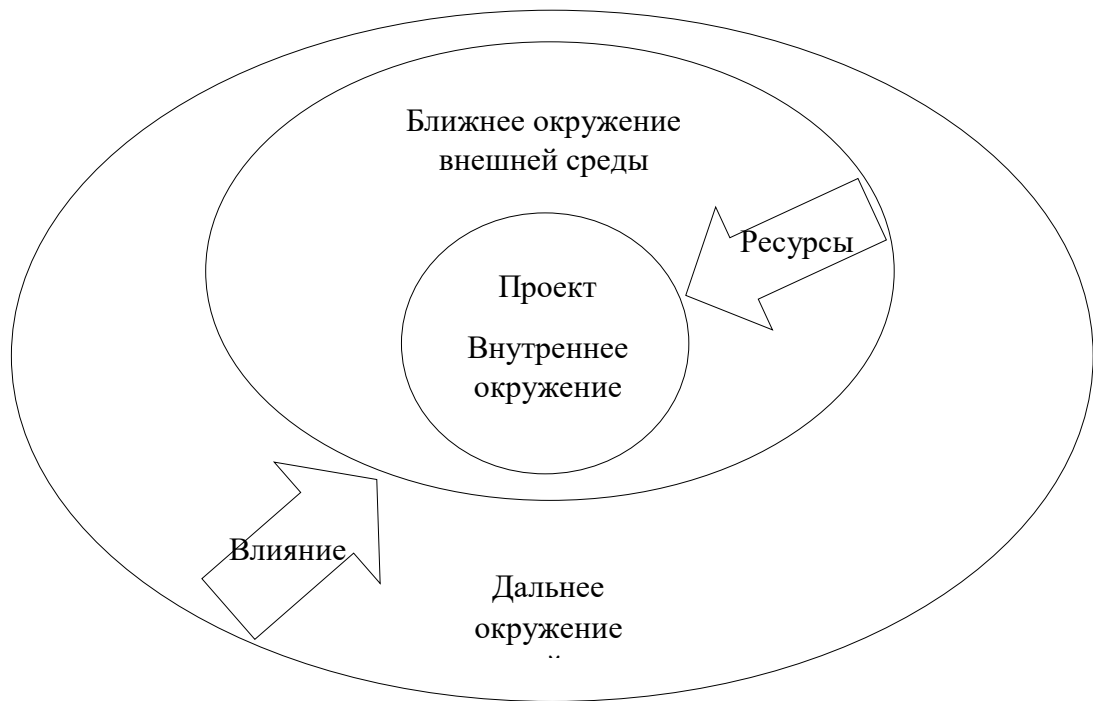 Ближнее окружение
внешней среды
Ресурсы
Проект
Внутреннее
окружение
Влияние
Дальнее
окружение